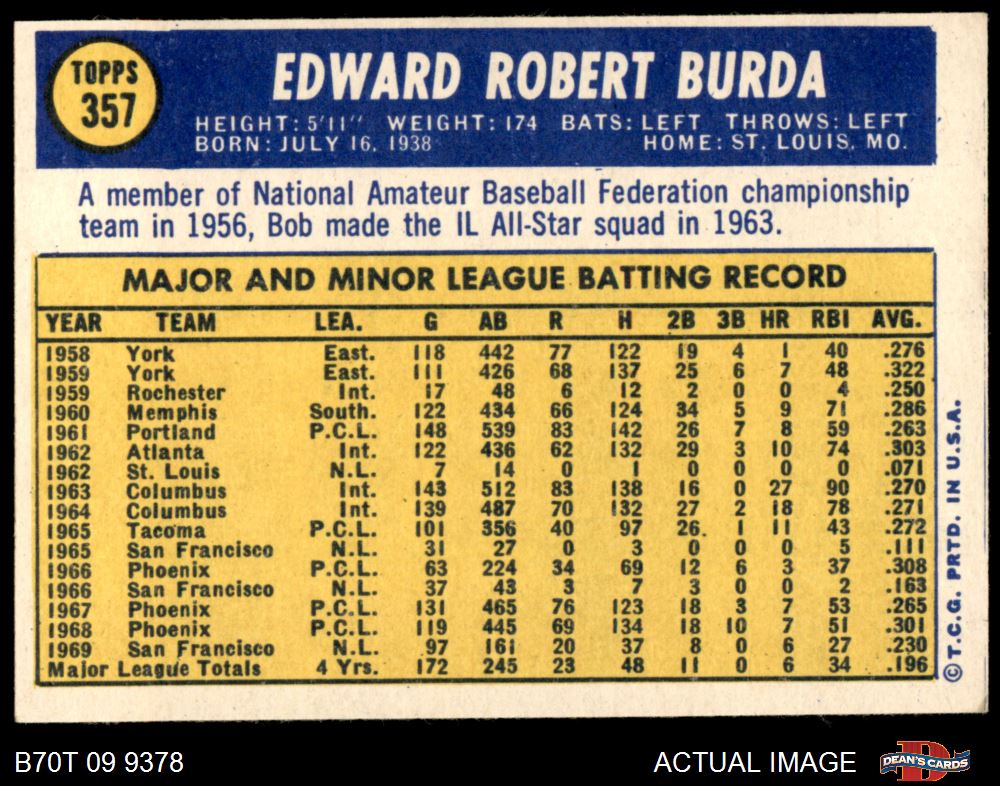 TOPPS
357
EDWARD ROBERT BURDA
HEIGHT: 5'11'' WEIGHT: 174 BATS: LEFT THROWS: LEFT
BORN: JULY 16, 1938 HOME: ST. LOUIS, MO.
A member of National Amateur Baseball Federation championship
team in 1956, Bob made the IL All-Star squad in 1963.
MAJOR AND MINOR LEAGUE BATTING RECORD
YEAR TEAM LEA. G AB R H 2B 3B HR RBI AVG.
1958 York East. 118 442 77 122 19 4 1 40 .276
1959 York East. 111 426 68 137 25 6 7 48 .322
1959 Rochester Int. 17 48 6 12 2 0 0 4 .250
1960 Memphis South. 122 434 66 124 34 5 9 71 .286
1961 Portland P.C.L. 148 539 83 142 26 7 8 59 .263
1962 Atlanta Int. 122 436 62 132 29 3 10 74 .303
1962 St. Louis N.L. 7 14 0 1 0 0 0 0 .071
1963 Columbus Int. 143 512 83 138 16 0 27 90 .270
1964 Columbus Int. 139 487 70 132 27 2 18 78 .271
1965 Tacoma P.C.L. 101 356 40 97 26 1 11 43 .272
1965 San Francisco N.L. 31 27 0 3 0 0 0 5 .111
1966 Phoenix P.C.L. 63 224 34 69 12 6 3 37 .308
1966 San Francisco N.L. 37 43 3 7 3 0 0 2 .163
1967 Phoenix P.C.L. 131 465 76 123 18 3 7 53 .265
1968 Phoenix P.C.L. 119 445 69 134 18 10 7 51 .301
1969 San Francisco N.L. 97 161 20 37 8 0 6 27 .230
Major League Totals 4 Yrs. 172 245 23 48 11 0 6 34 .196
©T.C.G. PRTD. IN U.S.A.
B70T 09 9378 ACTUAL IMAGE
D
DEAN'S CARDS